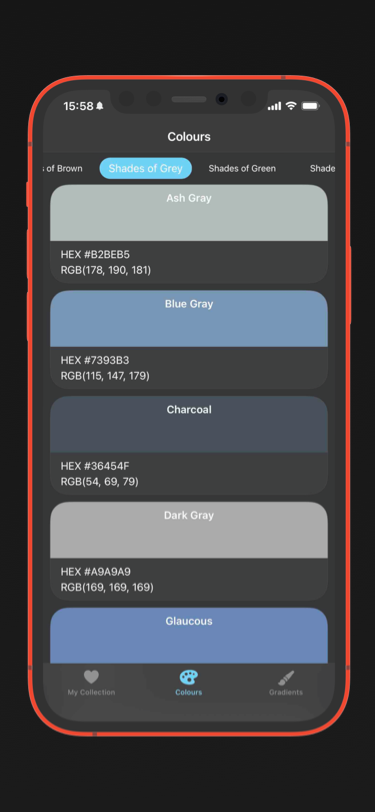 15:58
Colours
s of Brown
Shades of Grey
Shades of Green
Shade
Ash Gray
HEX #B2BEB5
RGB(178, 190, 181)
Blue Gray
HEX #7393B3
RGB(115, 147, 179)
Charcoal
HEX #36454F
RGB(54, 69, 79)
Dark Gray
HEX #A9A9A9
RGB(169, 169, 169)
Glaucous
My Collection
Colours
Gradients